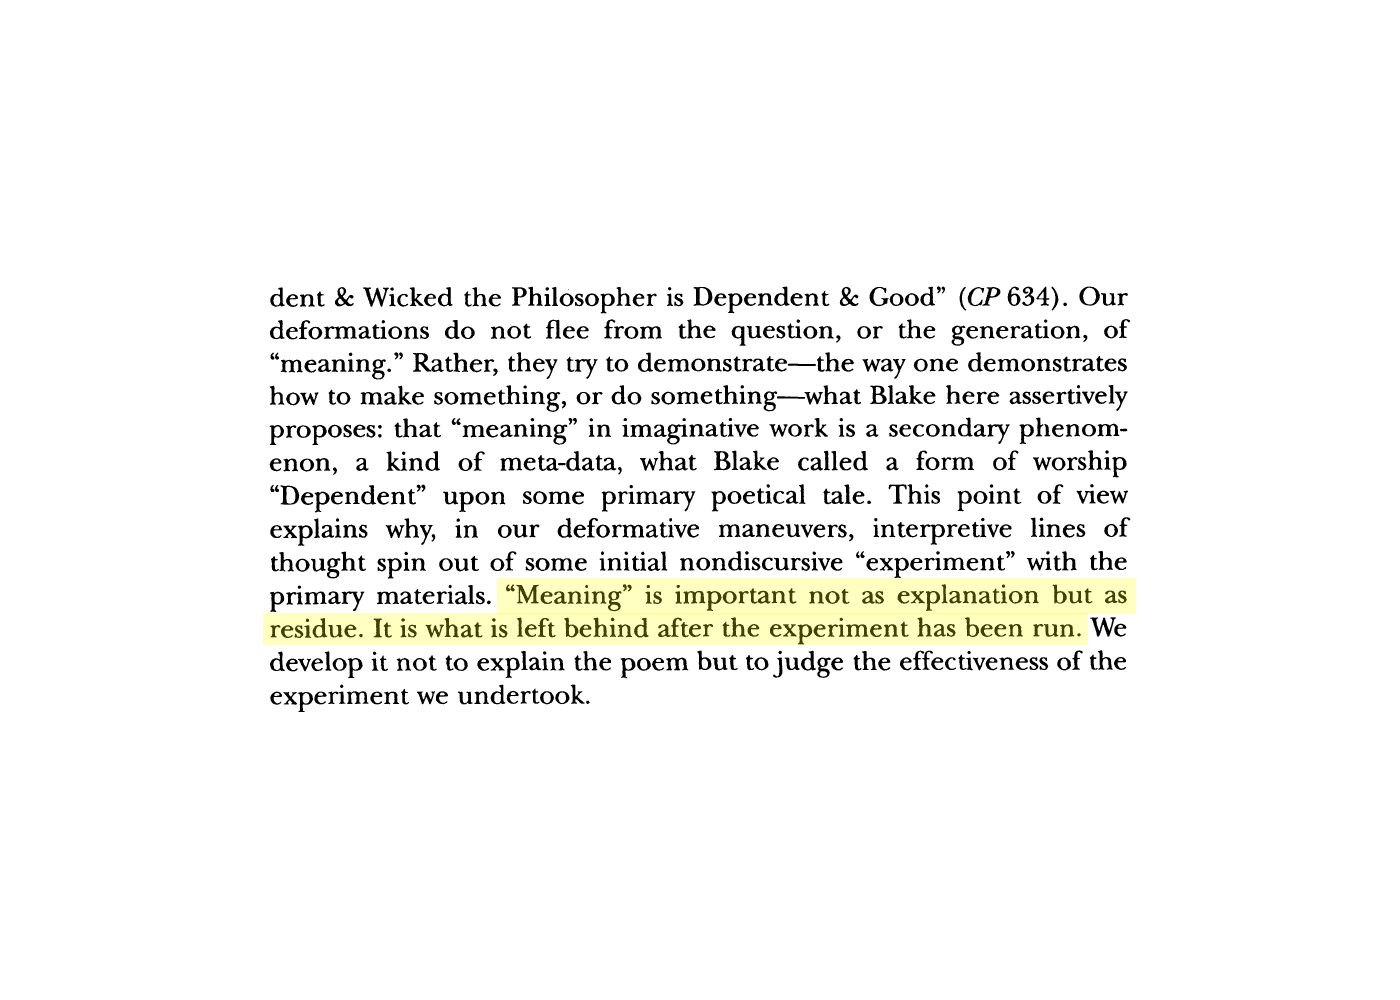 dent & Wicked the Philosopher is Dependent & Good” (CP 634). Our
deformations do not flee from the question, or the generation, of
“meaning.” Rather, they try to demonstrate—the way one demonstrates
how to make something, or do something—what Blake here assertively
proposes: that “meaning” in imaginative work is a secondary phenom-
enon, a kind of meta-data, what Blake called a form of worship
“Dependent” upon some primary poetical tale. This point of view
explains why, in our deformative maneuvers, interpretive lines of
thought spin out of some initial nondiscursive “experiment” with the
primary materials. “Meaning” is important not as explanation but as
residue. It is what is left behind after the experiment has been run. We
develop it not to explain the poem but to judge the effectiveness of the
experiment we undertook.